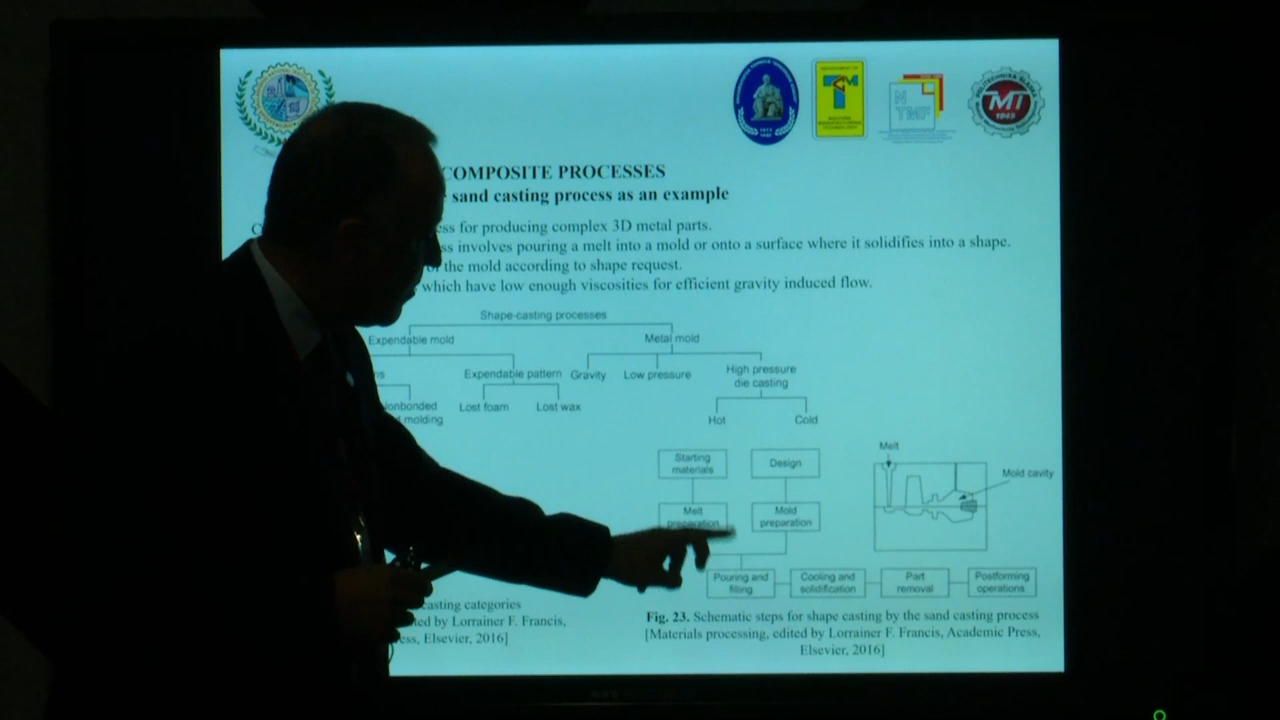 COMPOSITE PROCESSES
sand casting process as an example
for producing complex 3D metal parts.
involves pouring a melt into a mold or onto a surface where it solidifies into a shape.
the mold according to shape request.
which have low enough viscosities for efficient gravity induced flow.
Shape-casting processes
Expendable mold Metal mold
Expendable pattern Gravity Low pressure High pressure
die casting
Lost foam Lost wax
molding
Hot Cold
Melt
Mold cavity
Starting
materials
Design
Melt
preparation
Mold
preparation
Pouring and
filling
Cooling and
solidification
Part
removal
Postforming
operations
casting categories
by Lorrainer F. Francis,
Elsevier, 2016]
Fig. 23. Schematic steps for shape casting by the sand casting process
[Materials processing, edited by Lorrainer F. Francis, Academic Press,
Elsevier, 2016]